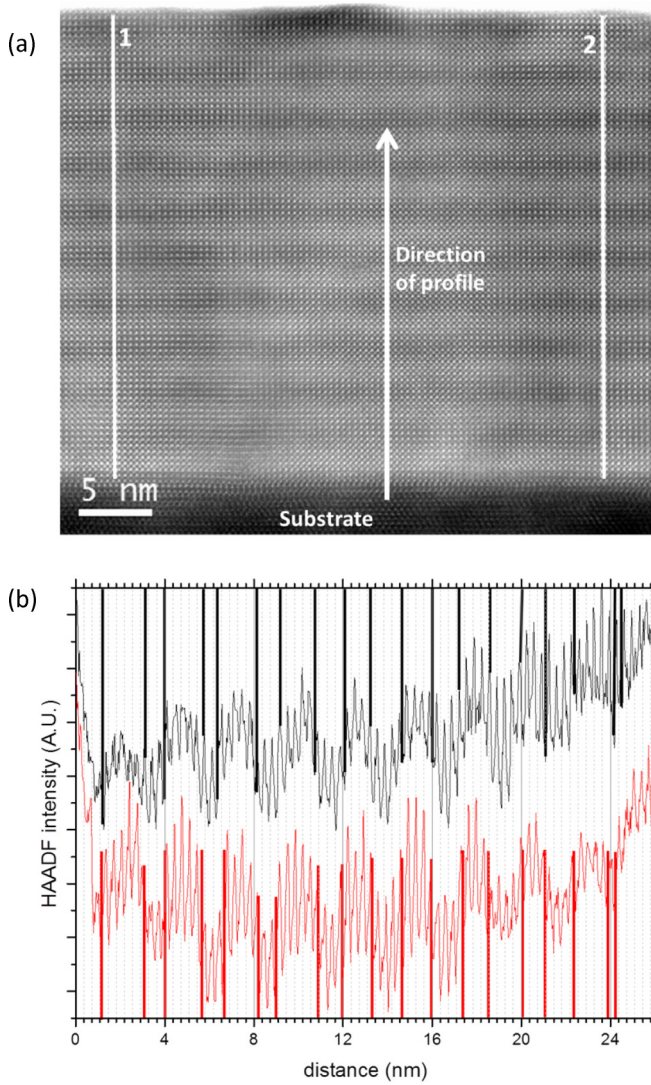 (a)
1
2
Direction
of profile
5 nm
Substrate
(b)
HAADF intensity (A.U.)
0 4 8 12 16 20 24
distance (nm)